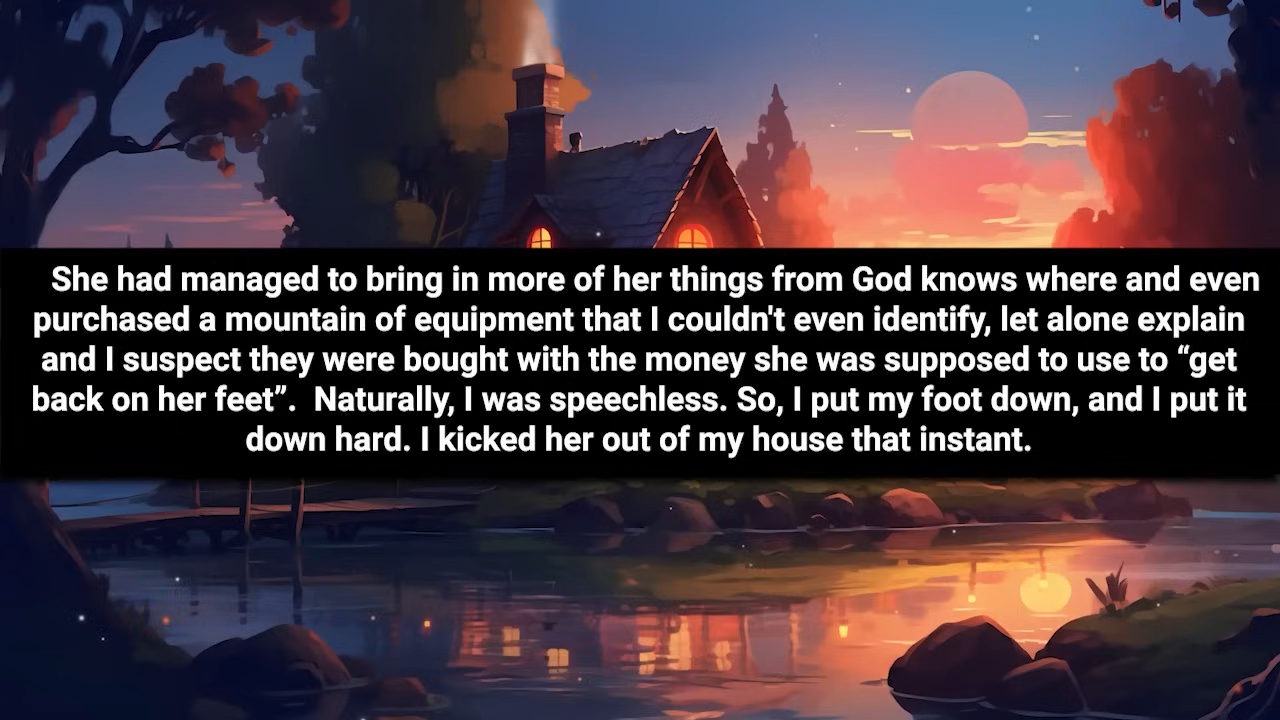 She had managed to bring in more of her things from God knows where and even
purchased a mountain of equipment that I couldn't even identify, let alone explain
and I suspect they were bought with the money she was supposed to use to “get
back on her feet”.  Naturally, I was speechless. So, I put my foot down, and I put it
down hard. I kicked her out of my house that instant.